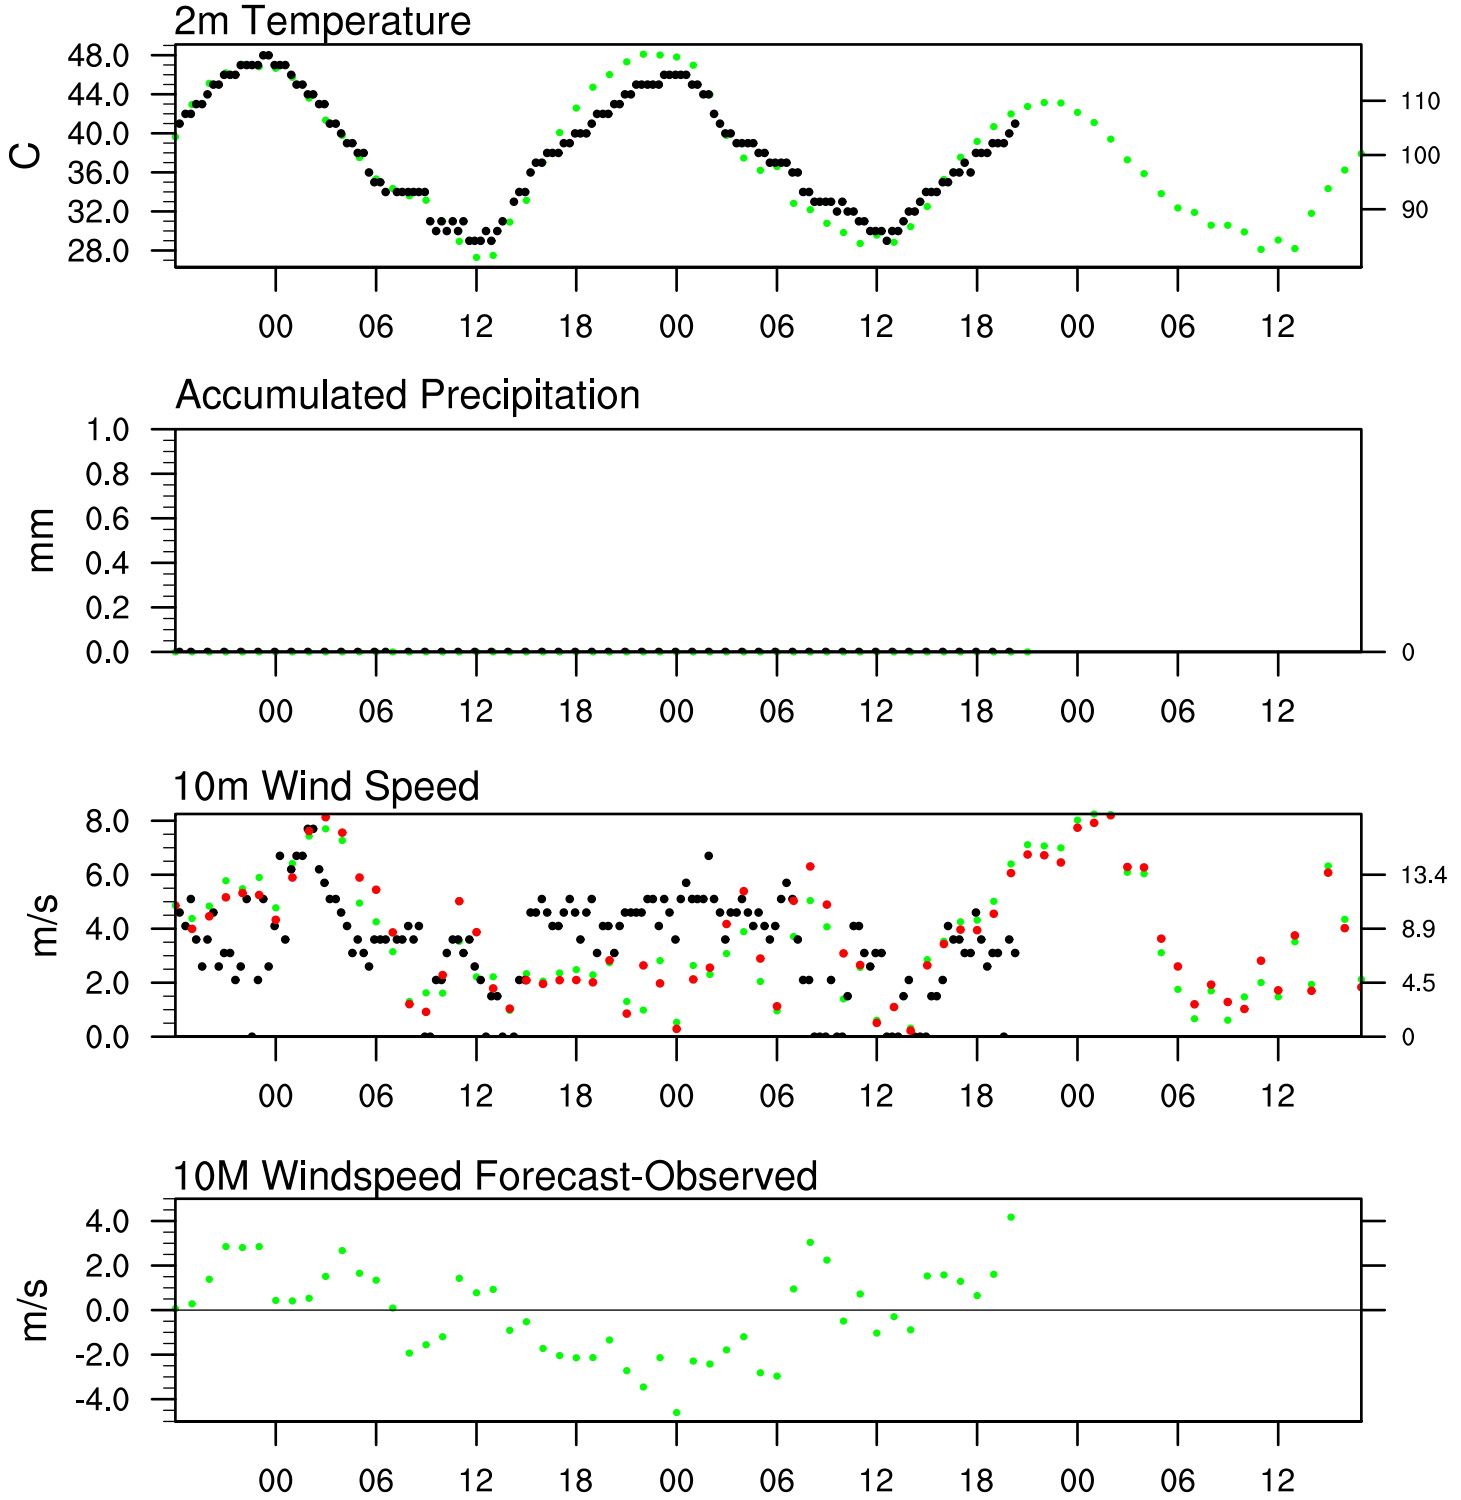 2m Temperature
48.0
44.0
40.0
36.0
32.0
28.0
C
110
100
90
00 06 12 18 00 06 12 18 00 06 12
Accumulated Precipitation
1.0
0.8
0.6
0.4
0.2
0.0
mm
0
00 06 12 18 00 06 12 18 00 06 12
10m Wind Speed
8.0
6.0
4.0
2.0
0.0
m/s
13.4
8.9
4.5
0
00 06 12 18 00 06 12 18 00 06 12
10M Windspeed Forecast-Observed
4.0
2.0
0.0
-2.0
-4.0
m/s
00 06 12 18 00 06 12 18 00 06 12